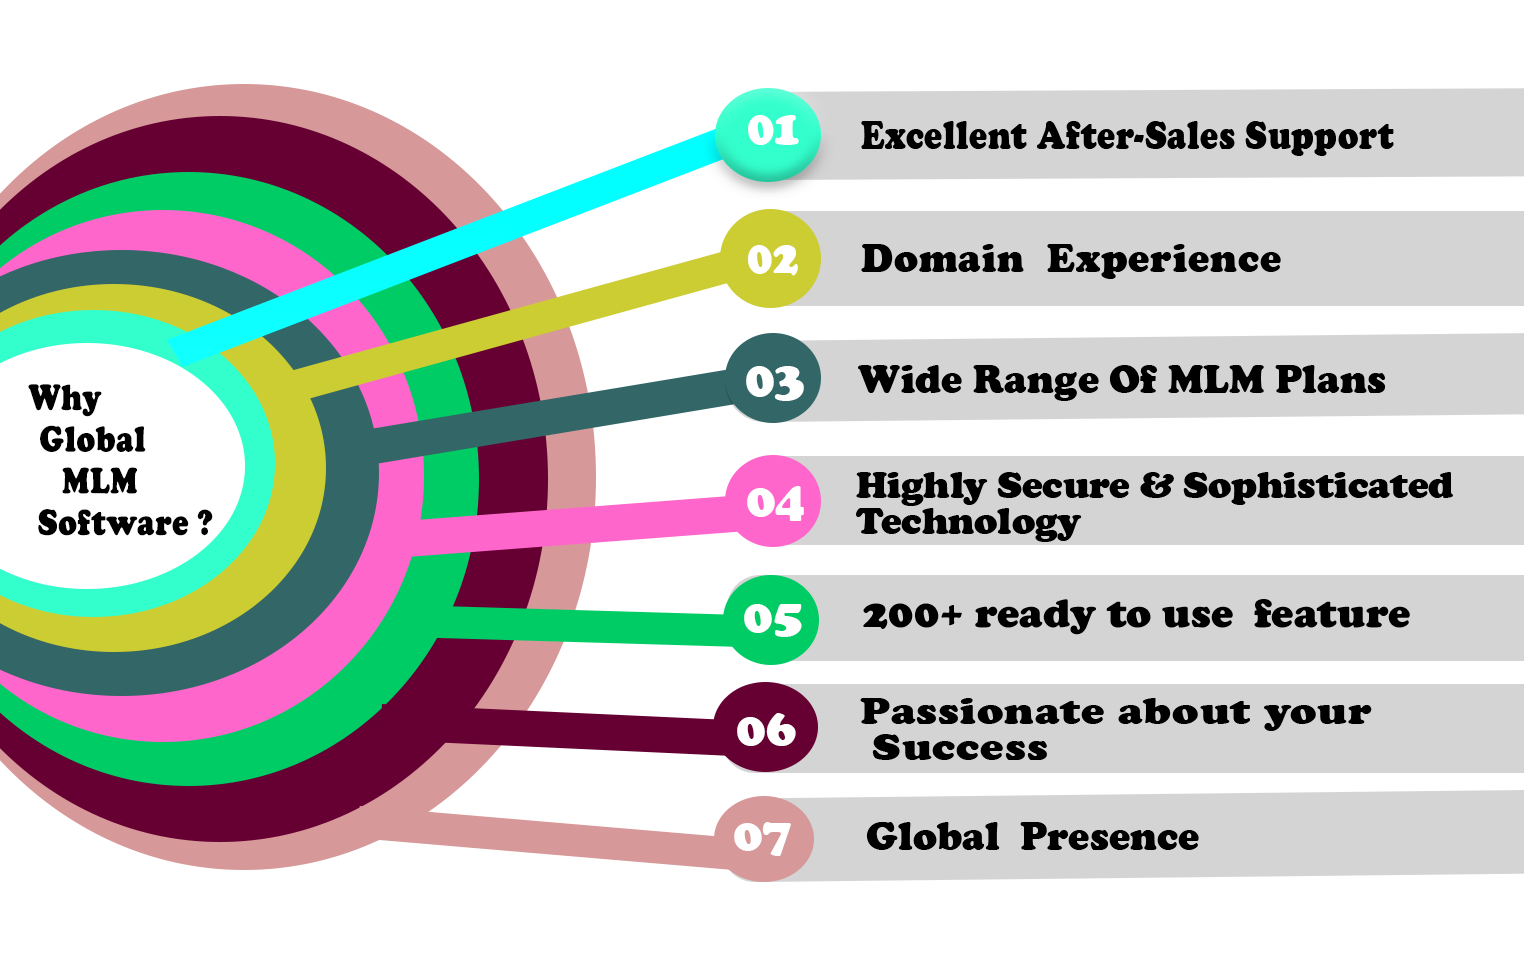 Why
Global
MLM
Software ?
01
Excellent After-Sales Support
02
Domain Experience
03
Wide Range Of MLM Plans
04
Highly Secure & Sophisticated
Technology
05
200+ ready to use feature
06
Passionate about your
Success
07
Global Presence